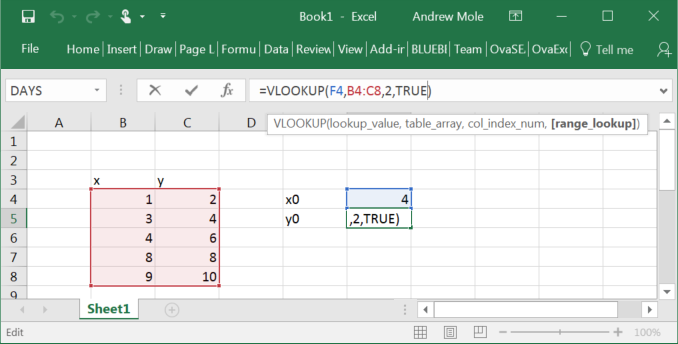 Book1 - Excel Andrew Mole
File Home Insert Draw Page L Formu Data Review View Add-ir BLUEBI Team OvaSE. OvaExc Tell me
DAYS fx =VLOOKUP(F4,B4:C8,2,TRUE)
VLOOKUP(lookup_value, table_array, col_index_num, [range_lookup])
A B C D
1
2
3 x y
4 1 2 x0 4
5 3 4 y0 ,2,TRUE)
6 4 6
7 8 8
8 9 10
9
Sheet1
Edit 100%